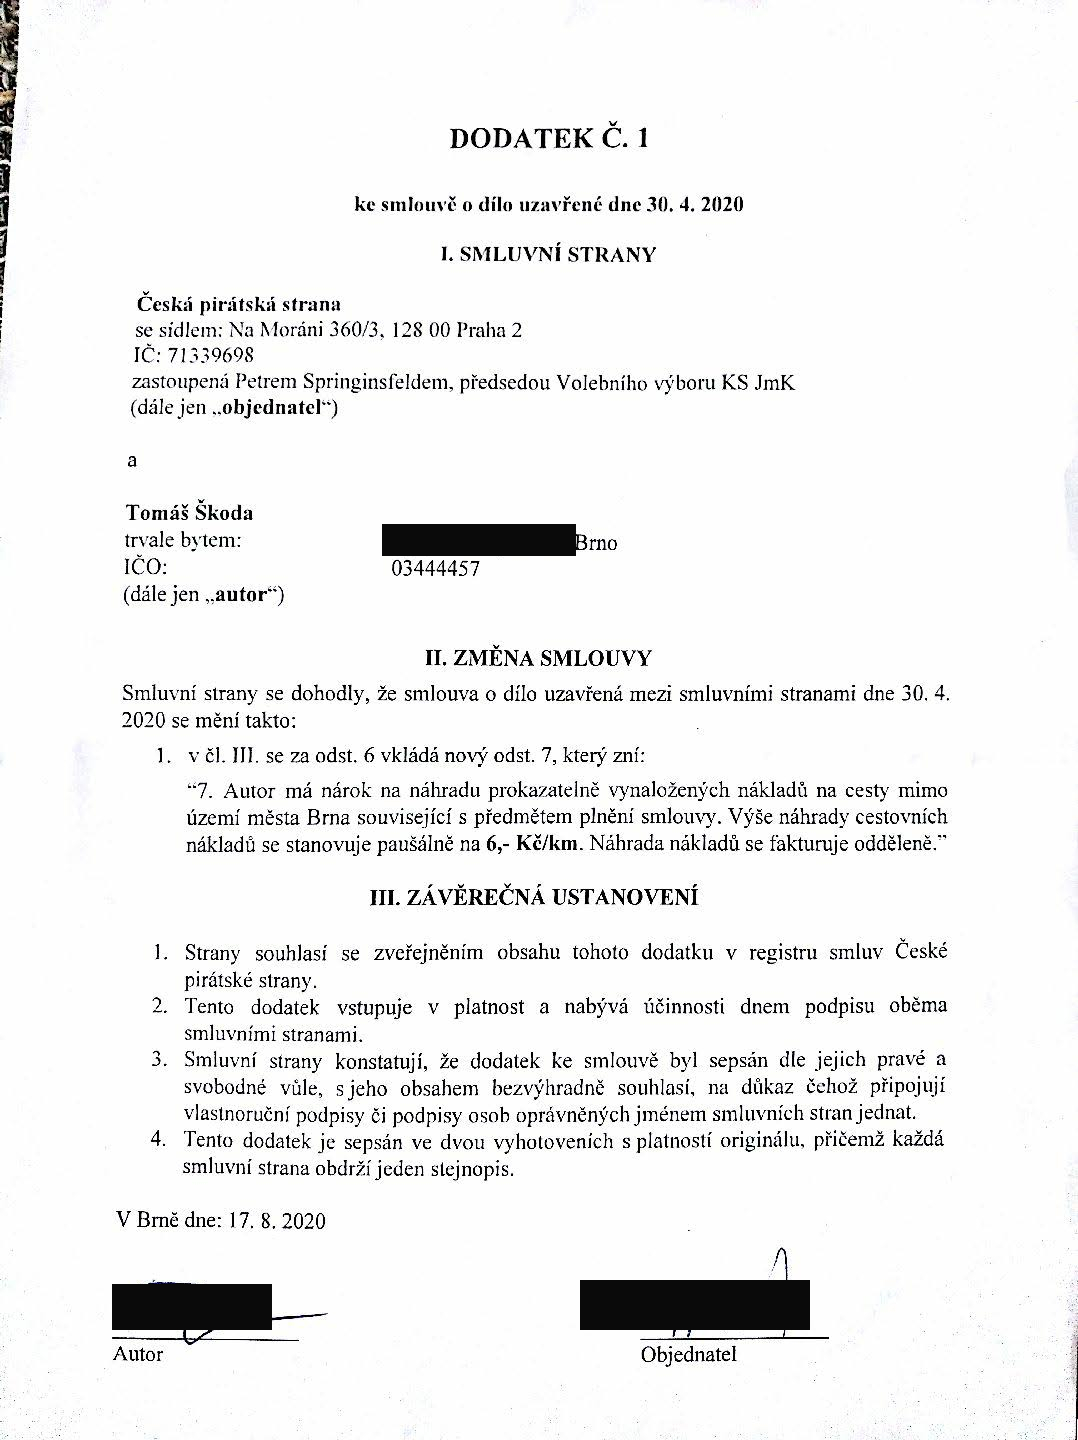 DODATEK Č. 1
ke smlouvě o dílo uzavřené dne 30. 4. 2020
I. SMLUVNÍ STRANY
Česká pirátská strana
se sídlem: Na Moráni 360/3, 128 00 Praha 2
IČ: 71339698
zastoupená Petrem Springinsfeldem, předsedou Volebního výboru KS JmK
(dále jen „objednatel“)
a
Tomáš Škoda
trvale bytem: Brno
IČO: 03444457
(dále jen „autor“)
II. ZMĚNA SMLOUVY
Smluvní strany se dohodly, že smlouva o dílo uzavřená mezi smluvními stranami dne 30. 4.
2020 se mění takto:
1. v čl. III. se za odst. 6 vkládá nový odst. 7, který zní:
“7. Autor má nárok na náhradu prokazatelně vynaložených nákladů na cesty mimo
území města Brna související s předmětem plnění smlouvy. Výše náhrady cestovních
nákladů se stanovuje paušálně na 6,- Kč/km. Náhrada nákladů se fakturuje odděleně.”
III. ZÁVĚREČNÁ USTANOVENÍ
1. Strany souhlasí se zveřejněním obsahu tohoto dodatku v registru smluv České
pirátské strany.
2. Tento dodatek vstupuje v platnost a nabývá účinnosti dnem podpisu oběma
smluvními stranami.
3. Smluvní strany konstatují, že dodatek ke smlouvě byl sepsán dle jejich pravé a
svobodné vůle, s jeho obsahem bezvýhradně souhlasí, na důkaz čehož připojují
vlastnoruční podpisy či podpisy osob oprávněných jménem smluvních stran jednat.
4. Tento dodatek je sepsán ve dvou vyhotoveních s platností originálu, přičemž každá
smluvní strana obdrží jeden stejnopis.
V Brně dne: 17. 8. 2020
Autor
Objednatel